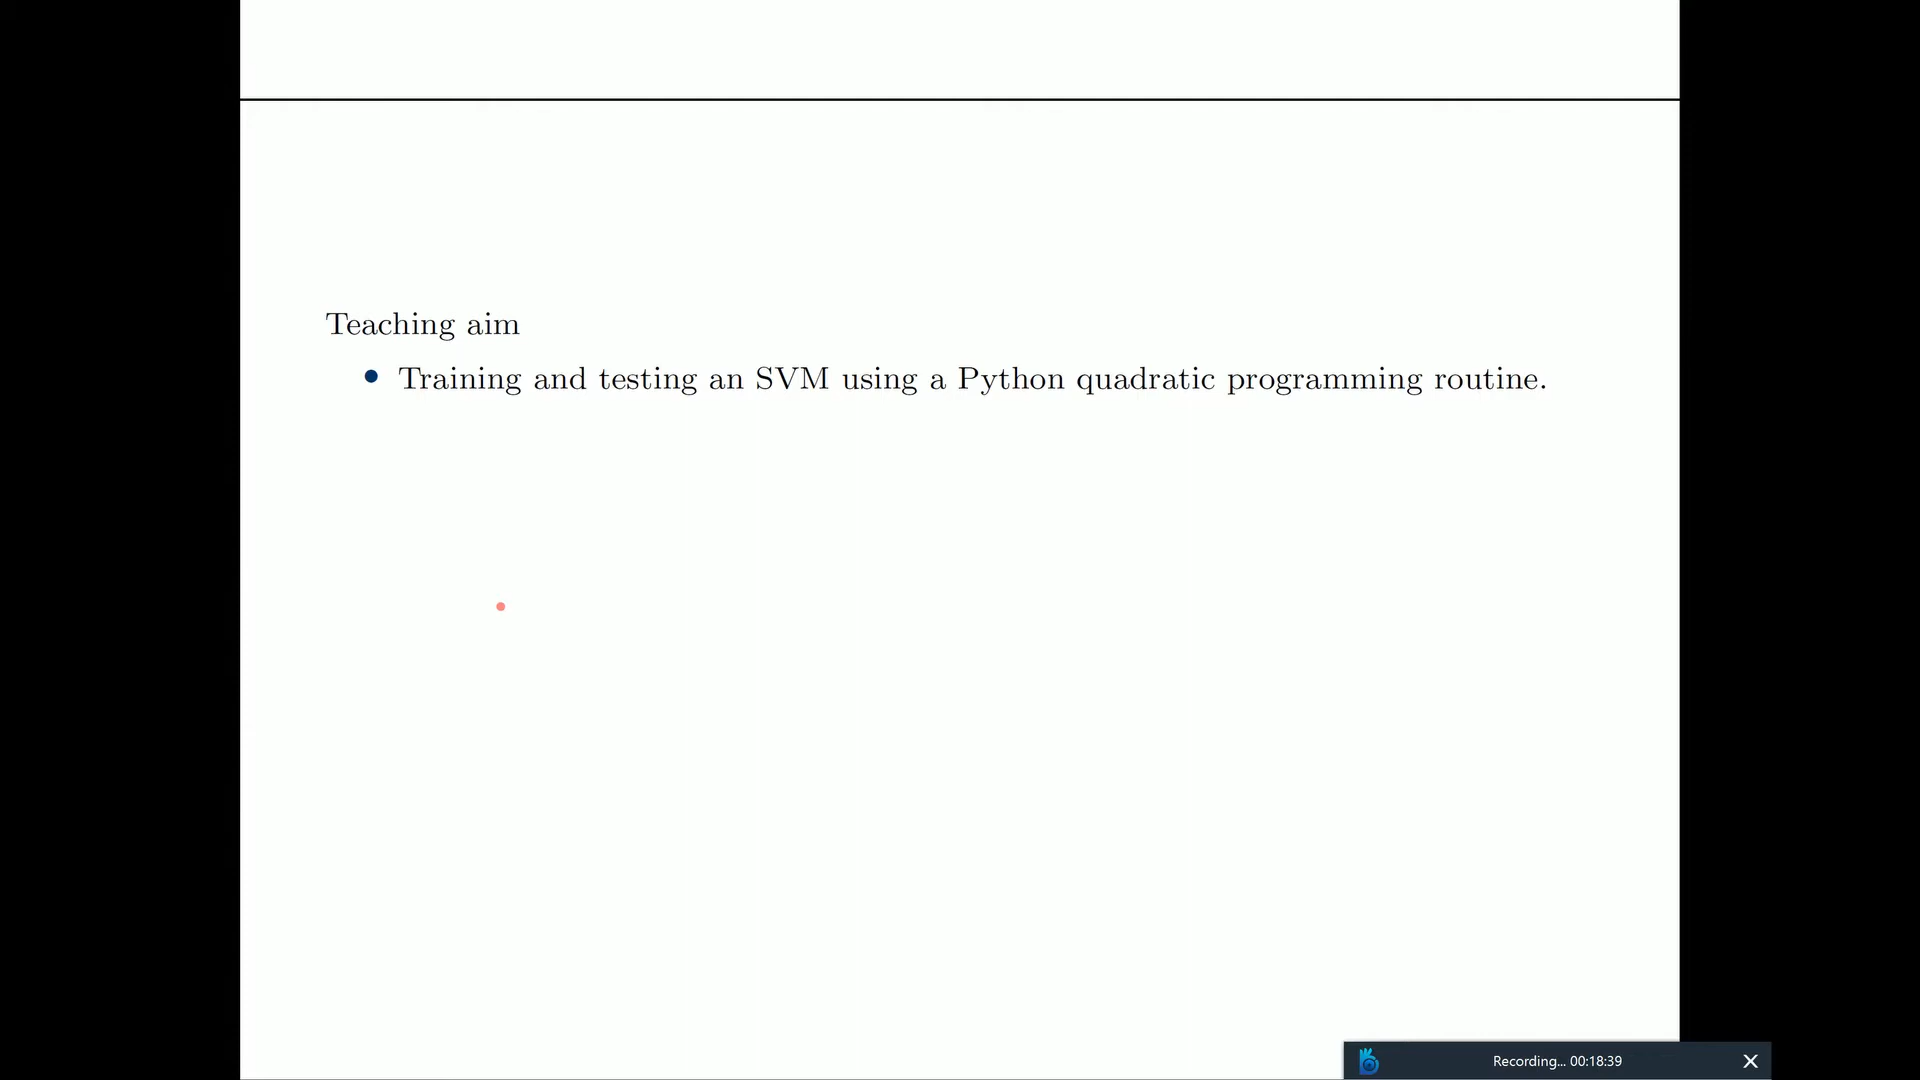 Teaching aim
• Training and testing an SVM using a Python quadratic programming routine.
Recording... 00:18:39